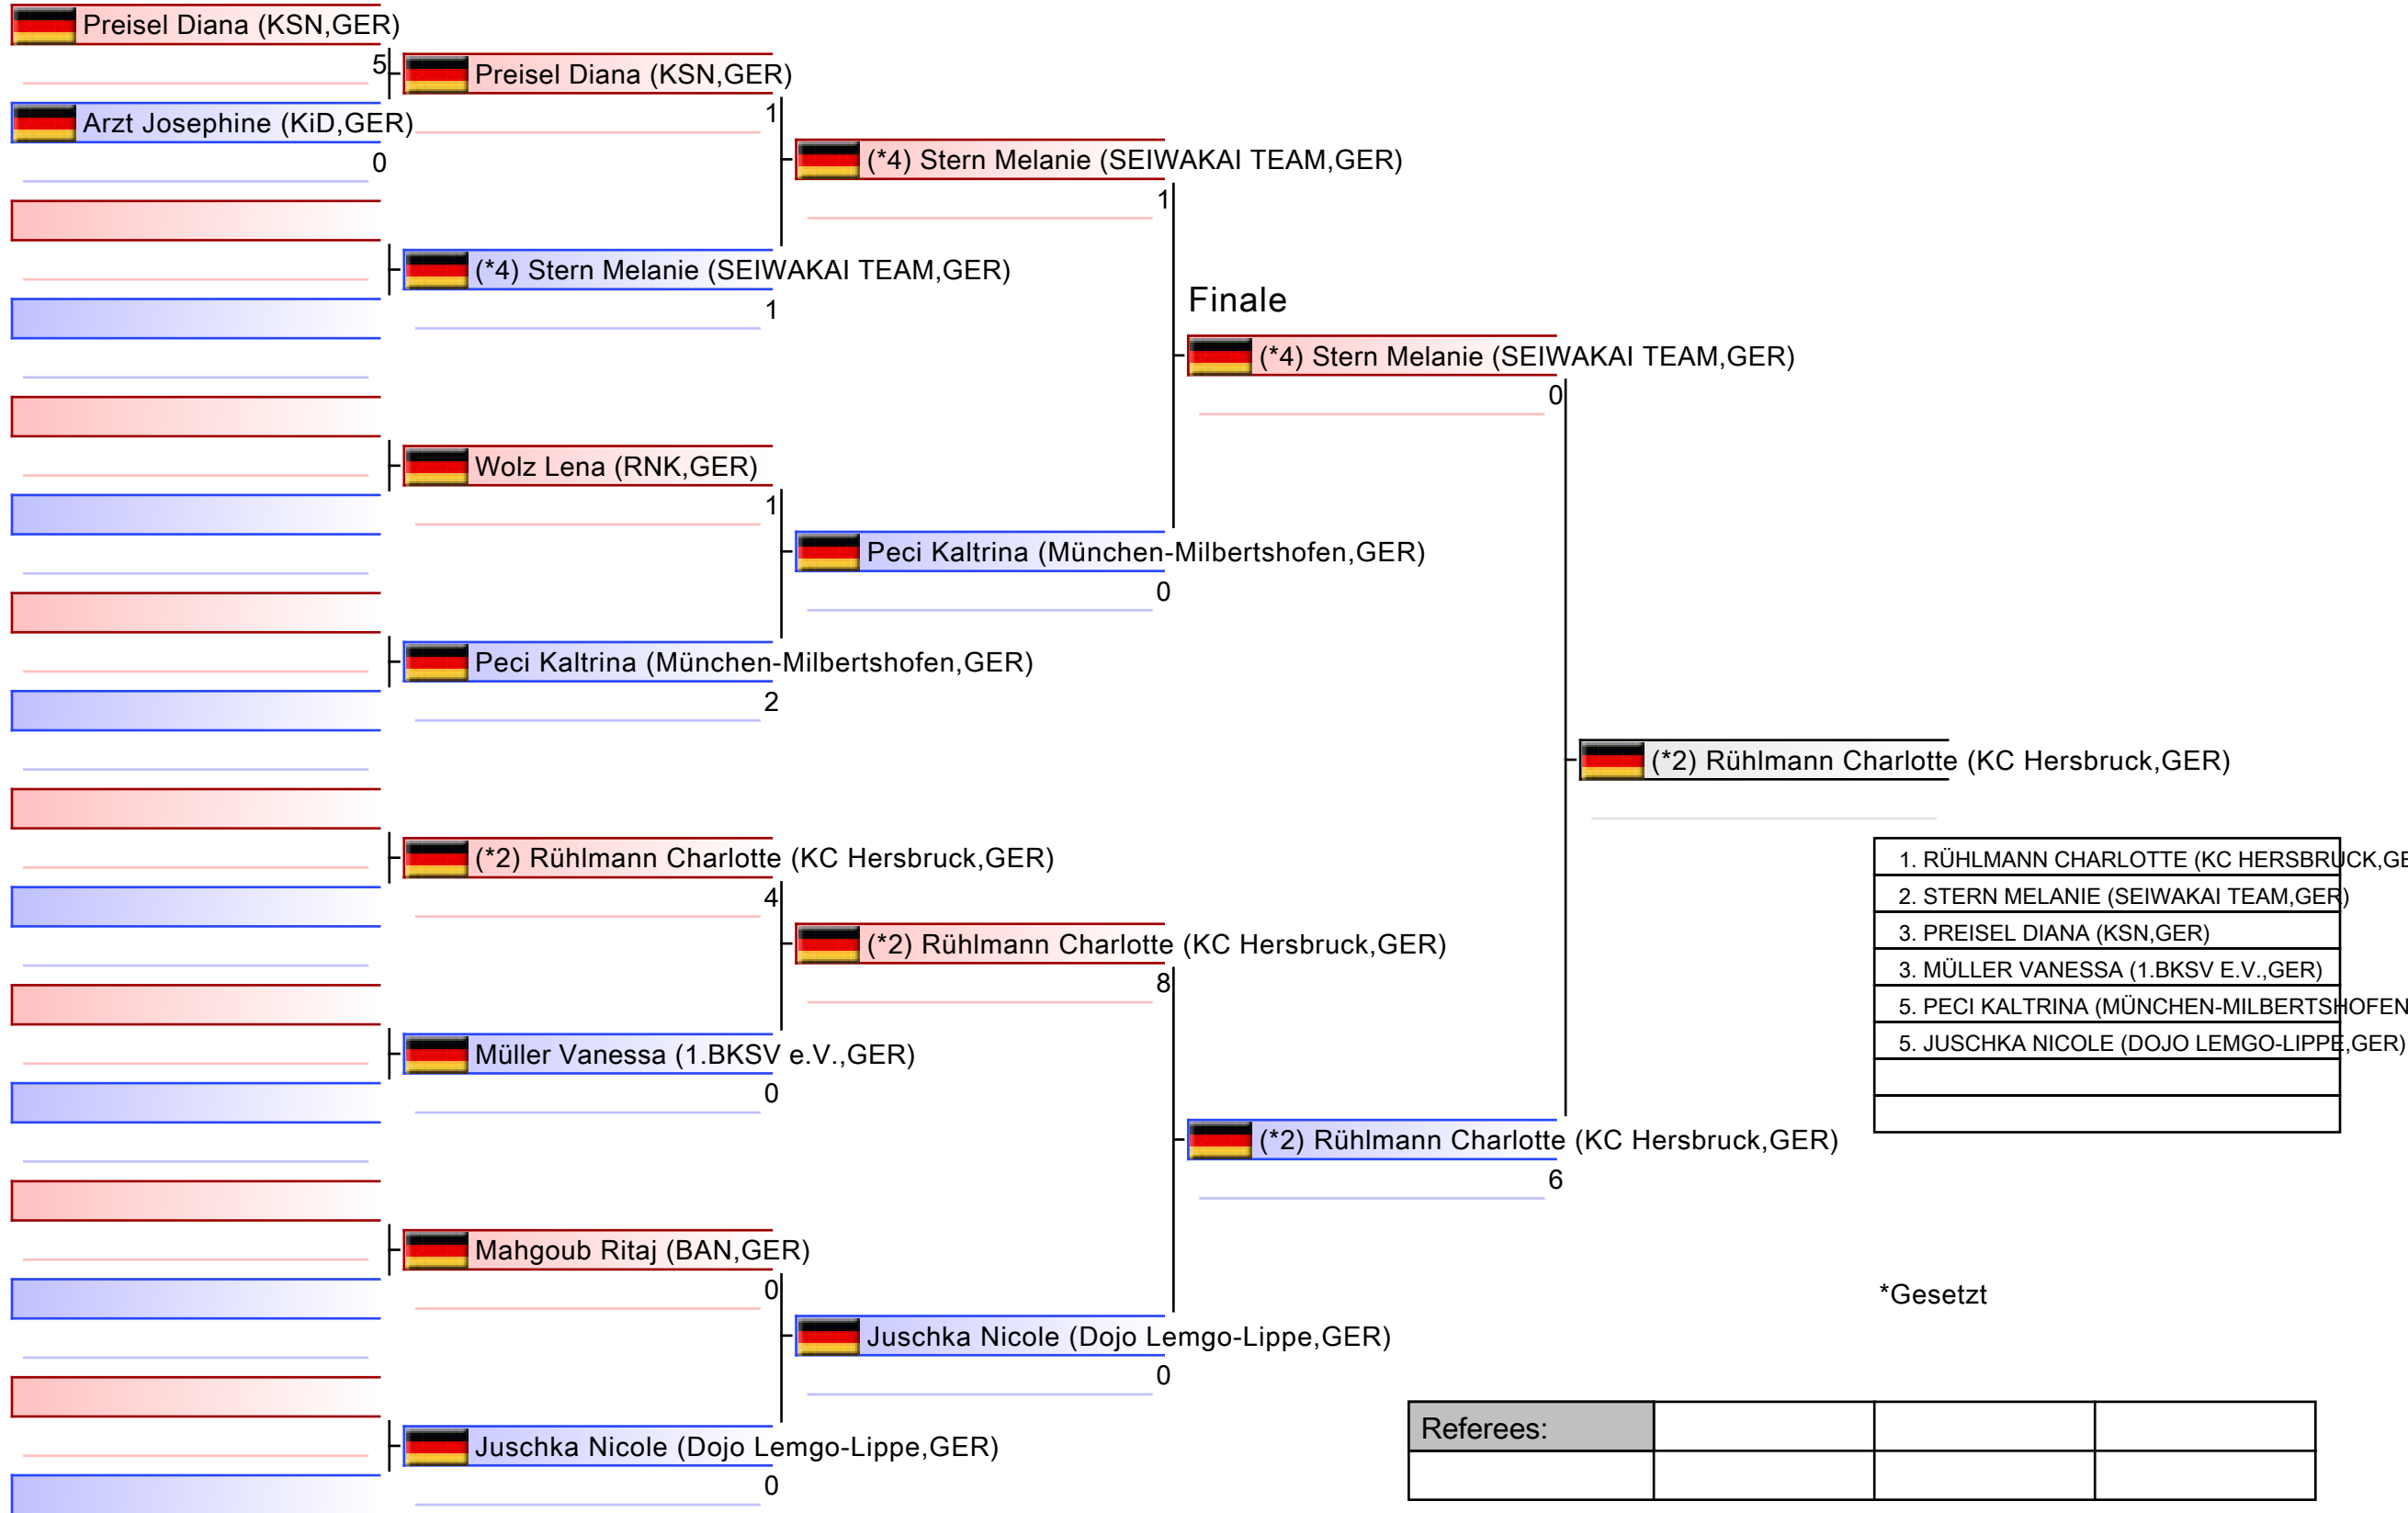 Preisel Diana (KSN,GER)
5
Arzt Josephine (KiD,GER)
0
Preisel Diana (KSN,GER)
1
(*4) Stern Melanie (SEIWAKAI TEAM,GER)
1
Wolz Lena (RNK,GER)
1
Peci Kaltrina (München-Milbertshofen,GER)
2
(*2) Rühlmann Charlotte (KC Hersbruck,GER)
4
Müller Vanessa (1.BKSV e.V.,GER)
0
Mahgoub Ritaj (BAN,GER)
0
Juschka Nicole (Dojo Lemgo-Lippe,GER)
0
(*4) Stern Melanie (SEIWAKAI TEAM,GER)
1
Peci Kaltrina (München-Milbertshofen,GER)
0
(*2) Rühlmann Charlotte (KC Hersbruck,GER)
8
Juschka Nicole (Dojo Lemgo-Lippe,GER)
0
Finale
(*4) Stern Melanie (SEIWAKAI TEAM,GER)
0
(*2) Rühlmann Charlotte (KC Hersbruck,GER)
6
(*2) Rühlmann Charlotte (KC Hersbruck,GER)
1. RÜHLMANN CHARLOTTE (KC HERSBRUCK,GE
2. STERN MELANIE (SEIWAKAI TEAM,GER)
3. PREISEL DIANA (KSN,GER)
3. MÜLLER VANESSA (1.BKSV E.V.,GER)
5. PECI KALTRINA (MÜNCHEN-MILBERTSHOFEN
5. JUSCHKA NICOLE (DOJO LEMGO-LIPPE,GER)
*Gesetzt
Referees: